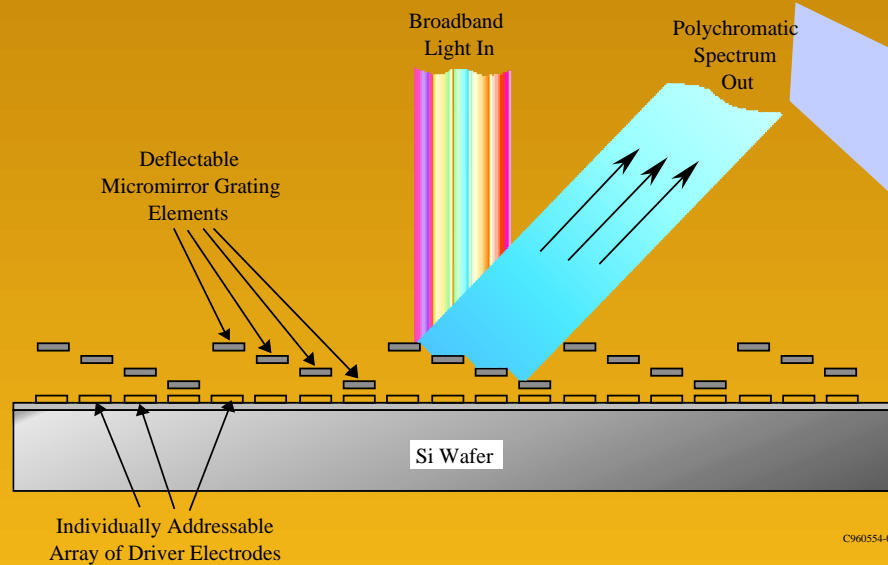 Broadband
Light In
Polychromatic
Spectrum
Out
Deflectable
Micromirror Grating
Elements
Si Wafer
Individually Addressable
Array of Driver Electrodes